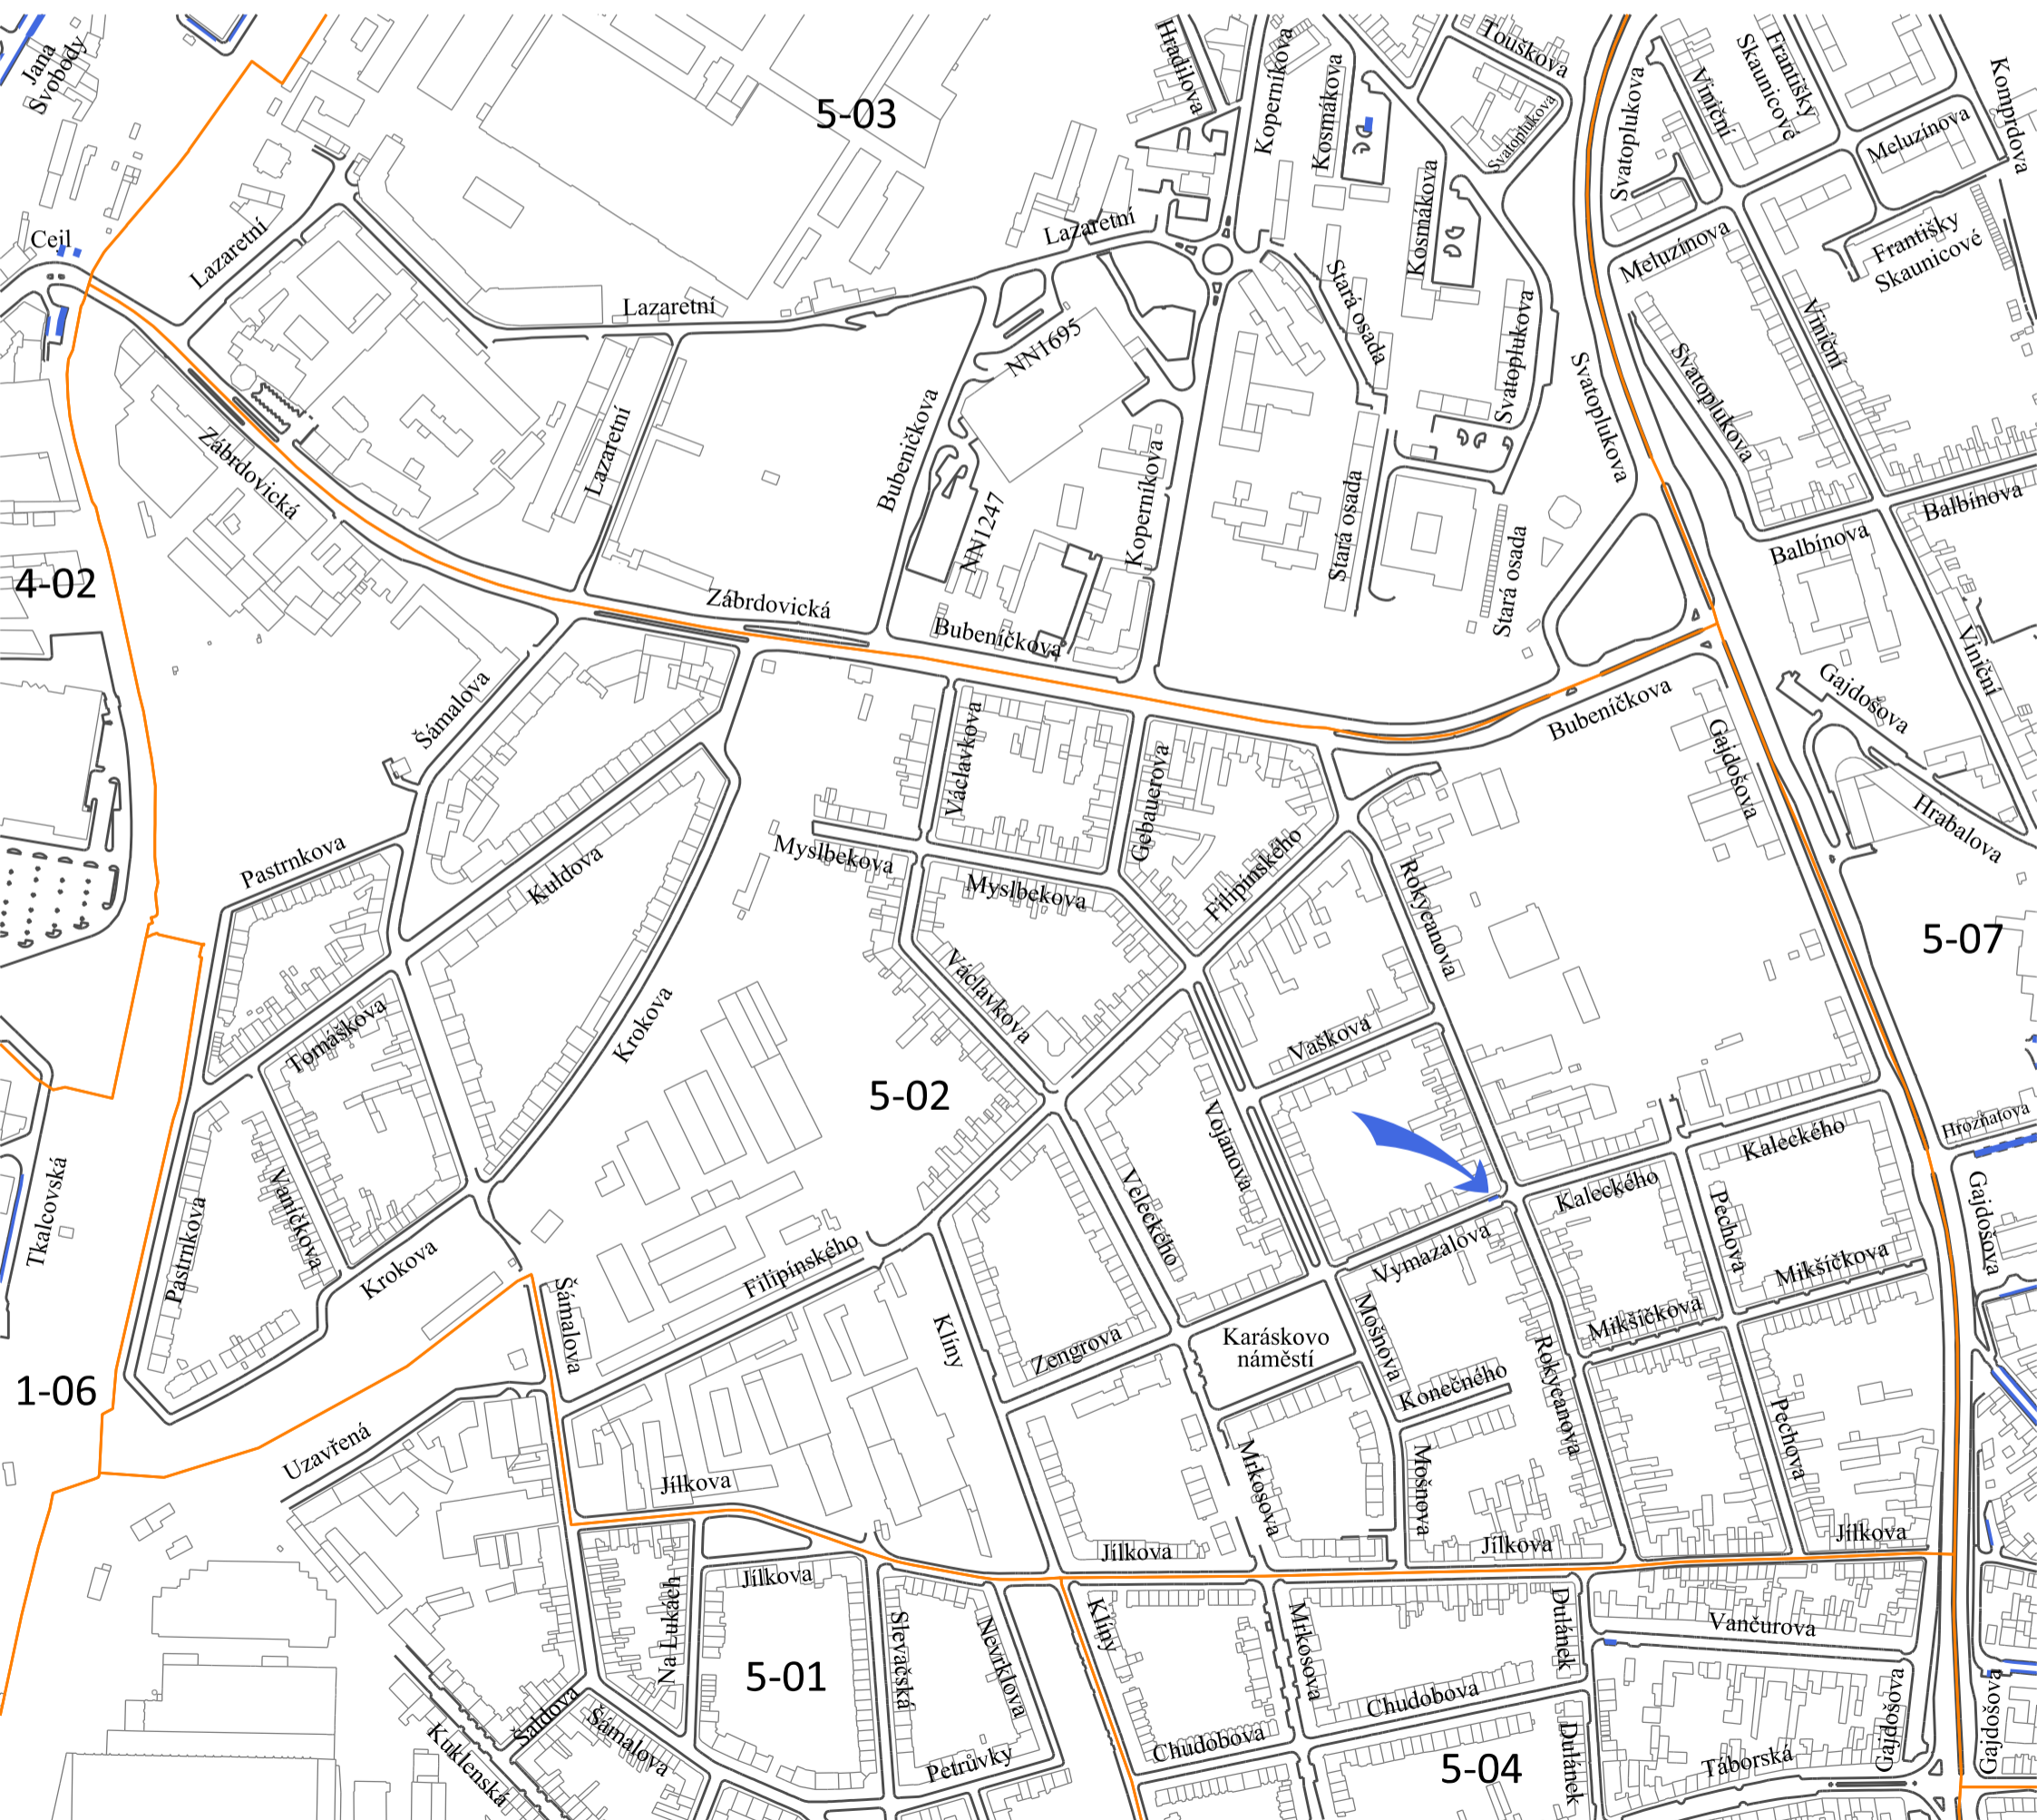 Jana
Svobody
5-03
Hradilova
Koperníkova
Kosmákova
Touškova
Svatoplukova
Svatoplukova
Viniční
Františky
Skaunicové
Meluzínova
Komprdova
Cejl
Lazaretní
Lazaretní
Lazaretní
Kosmákova
Stará osada
Svatoplukova
Meluzínova
Františky
Skaunicové
NN1695
Viniční
Svatoplukova
Svatoplukova
Zábrdovická
Lazaretní
Bubeníčkova
NN1247
Koperníkova
Stará osada
Stará osada
Balbínova
Balbínova
4-02
Zábrdovická
Bubeníčkova
Viniční
Šámalova
Václavkova
Gebauerova
Bubeníčkova
Gajdošova
Gajdošova
Hrabalova
Pastrnkova
Kuldova
Myslbekova
Myslbekova
Filipínského
Rokycanova
5-07
Václavkova
Tomáškova
Krokova
Vaškova
5-02
Vojanova
Hrozňatova
Kaleckého
Kaleckého
Tkalcovská
Pastrnkova
Vaníčkova
Krokova
Veleckého
Vymazalova
Pechova
Gajdošova
Mikšíčkova
Mikšíčkova
Filipínského
Šámalova
Klíny
Zengrova
Karáskovo
náměstí
Mošnova
Konečného
Rokycanova
1-06
Uzavřená
Jílkova
Mrkosova
Mošnova
Pechova
Jílkova
Jílkova
Jílkova
Jílkova
Na Lukách
Slevačská
Nevrklova
Klíny
Mrkosova
Dulánek
Vančurova
5-01
Šaldova
Šámalova
Kuklenská
Petrůvky
Chudobova
Chudobova
5-04
Dulánek
Táborská
Gajdošova
Gajdošova